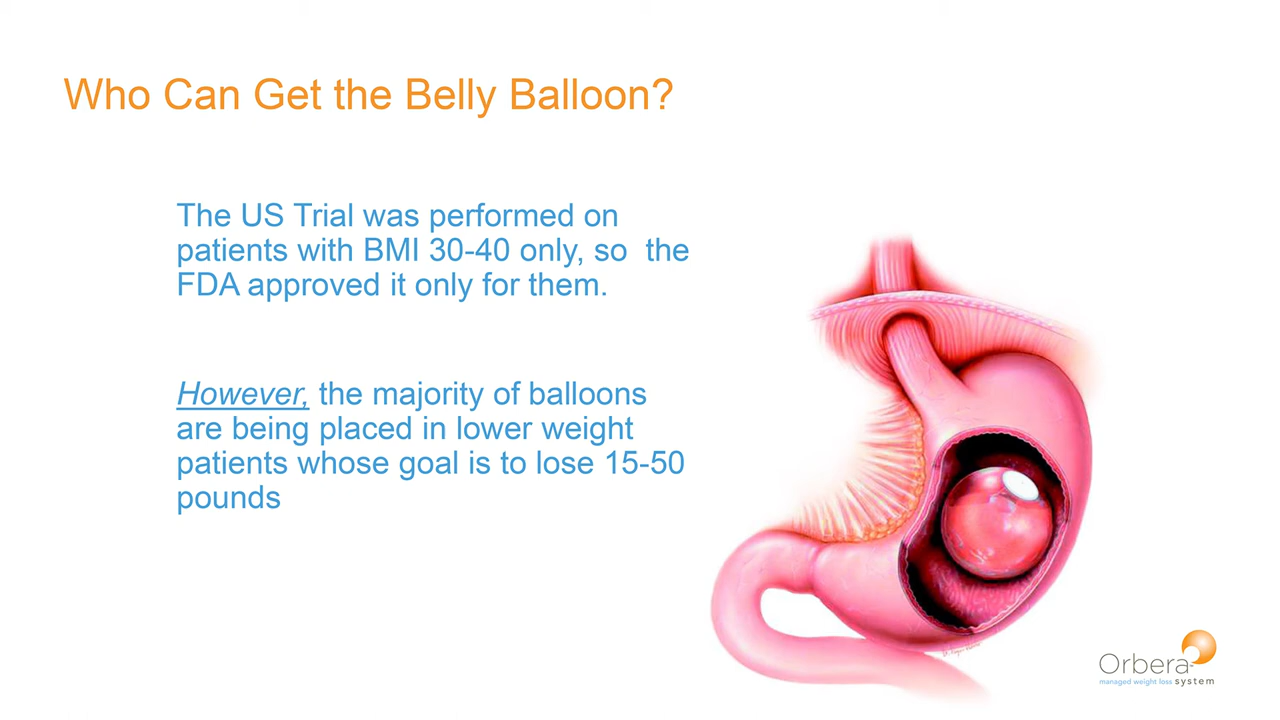 Who Can Get the Belly Balloon?
The US Trial was performed on
patients with BMI 30-40 only, so  the
FDA approved it only for them.
However, the majority of balloons
are being placed in lower weight
patients whose goal is to lose 15-50
pounds
Orbera
managed weight loss system